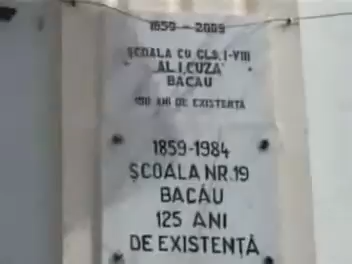 1859 - 2009
ŞCOALA CU CLS. I-VIII
"AL.I.CUZA"
BACĂU
150 ANI DE EXISTENŢĂ
1859-1984
ŞCOALA NR.19
BACĂU
125 ANI
DE EXISTENŢĂ